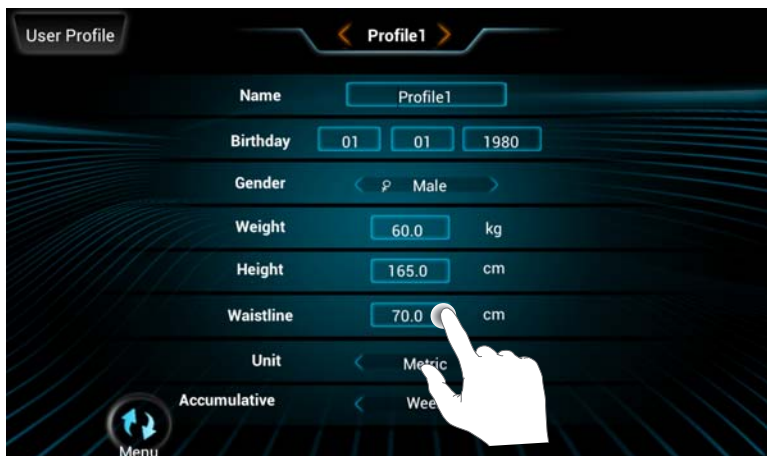 User Profile
Profile1
Name Profile1
Birthday 01 01 1980
Gender Male
Weight 60.0 kg
Height 165.0 cm
Waistline 70.0 cm
Unit Metric
Accumulative
Menu